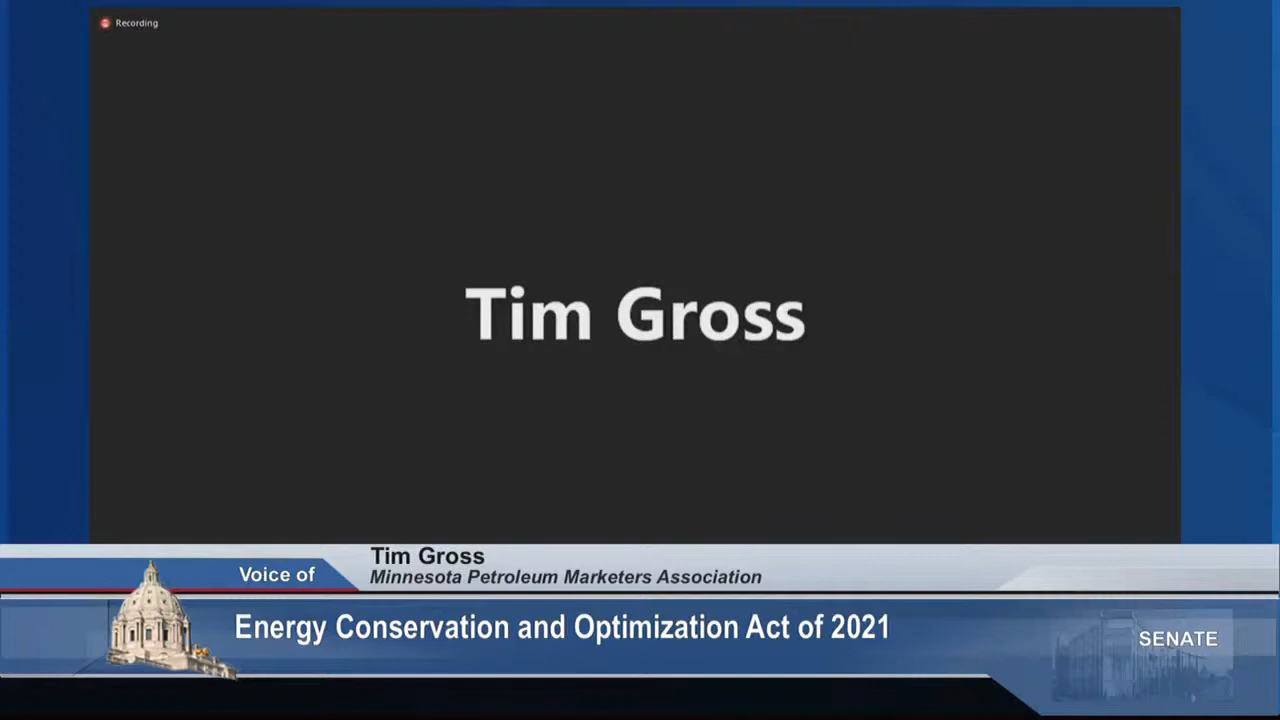 Recording
Tim Gross
Tim Gross
Voice of
Minnesota Petroleum Marketers Association
Energy Conservation and Optimization Act of 2021
SENATE